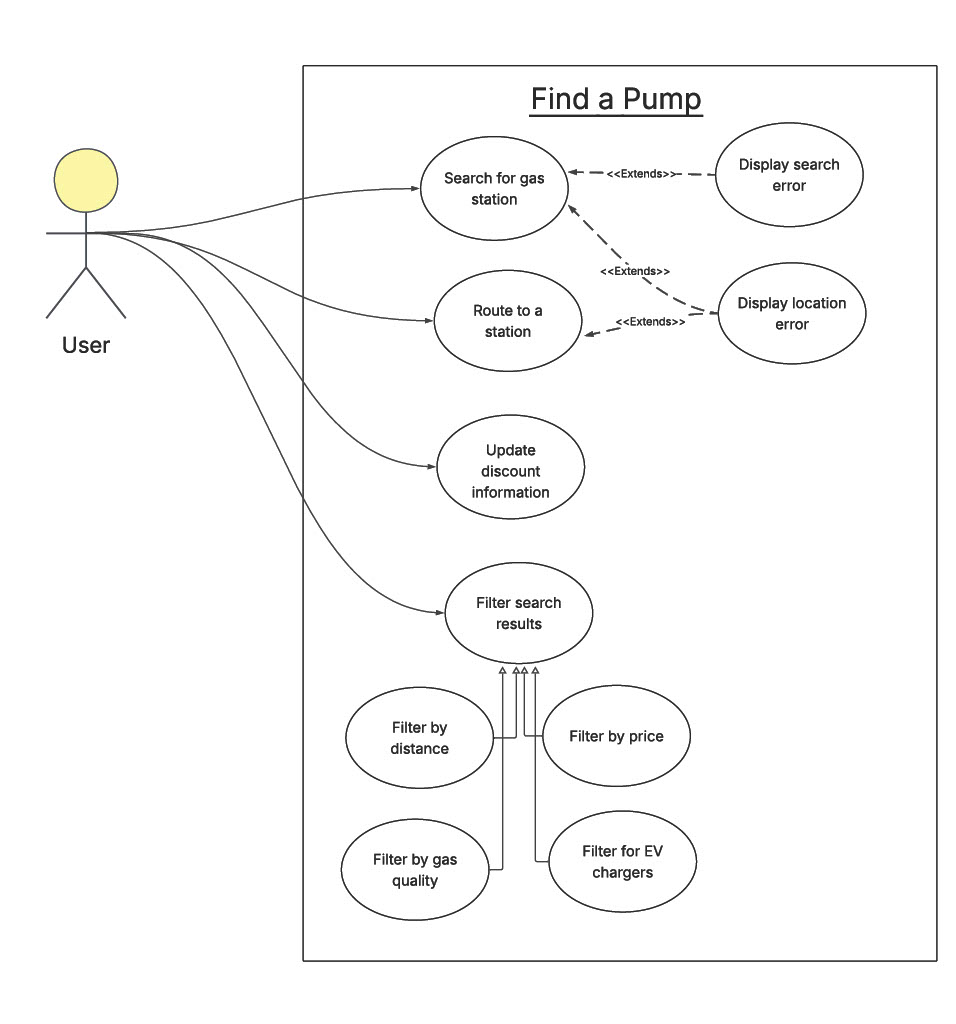 Find a Pump
Search for gas
station
<<Extends>>
Display search
error
<<Extends>>
Route to a
station
<<Extends>>
Display location
error
User
Update
discount
information
Filter search
results
Filter by
distance
Filter by price
Filter by gas
quality
Filter for EV
chargers